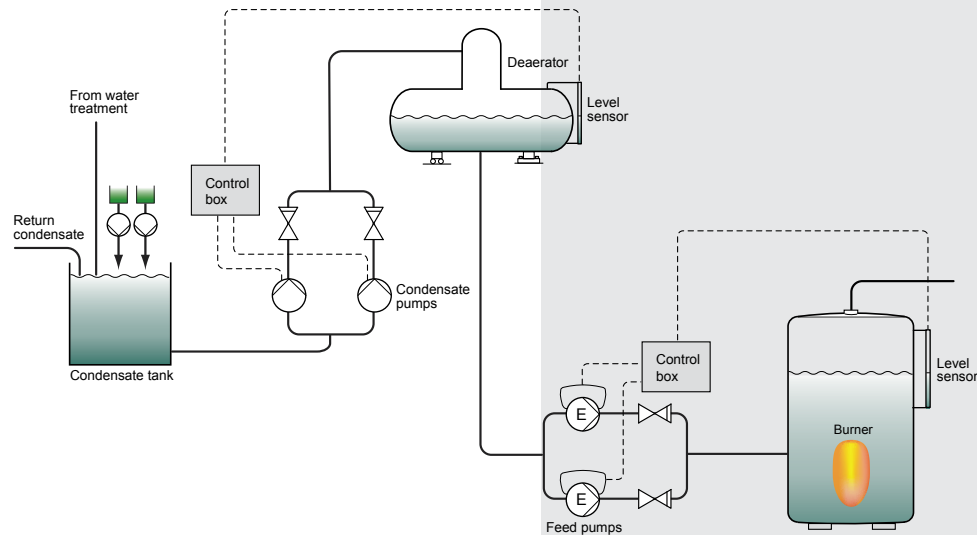 Deaerator
From water
treatment
Level
sensor
Control
box
Return
condensate
Condensate
pumps
Condensate tank
Control
box
Level
sensor
E
Burner
E
Feed pumps